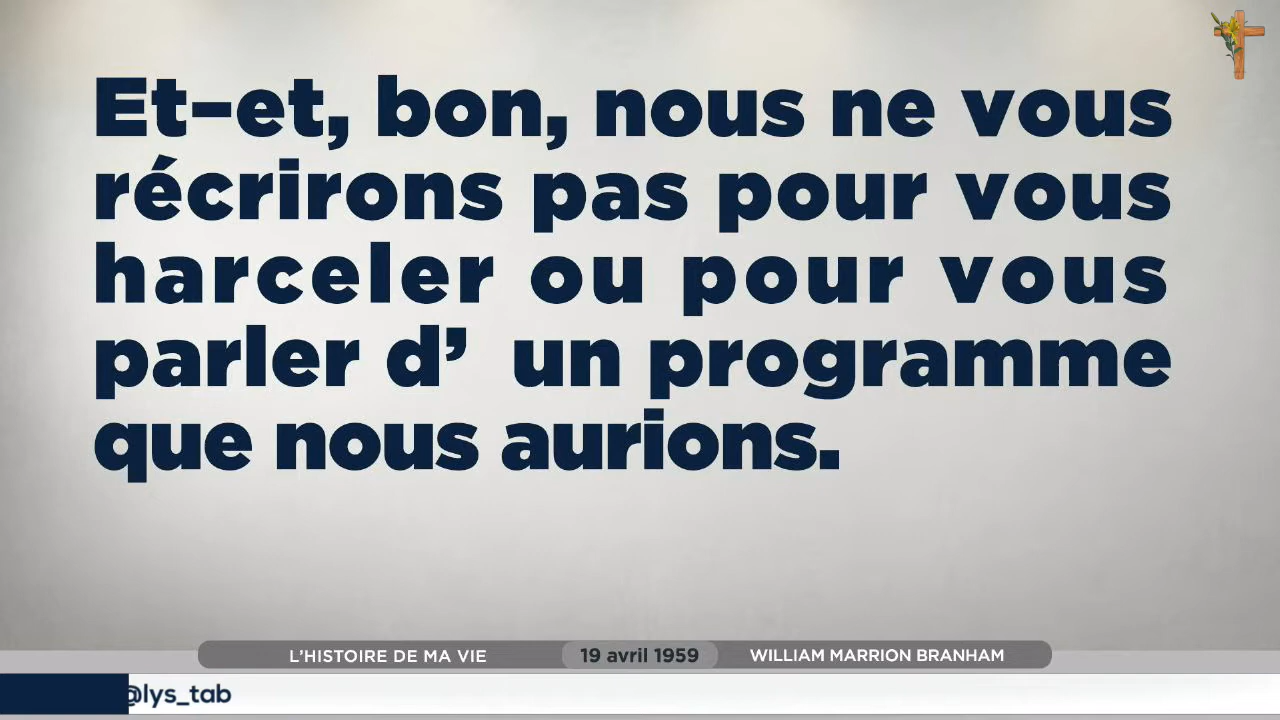 Et–et, bon, nous ne vous
récrirons pas pour vous
harceler ou pour vous
parler d’ un programme
que nous aurions.
L’HISTOIRE DE MA VIE
19 avril 1959
WILLIAM MARRION BRANHAM
@lys_tab